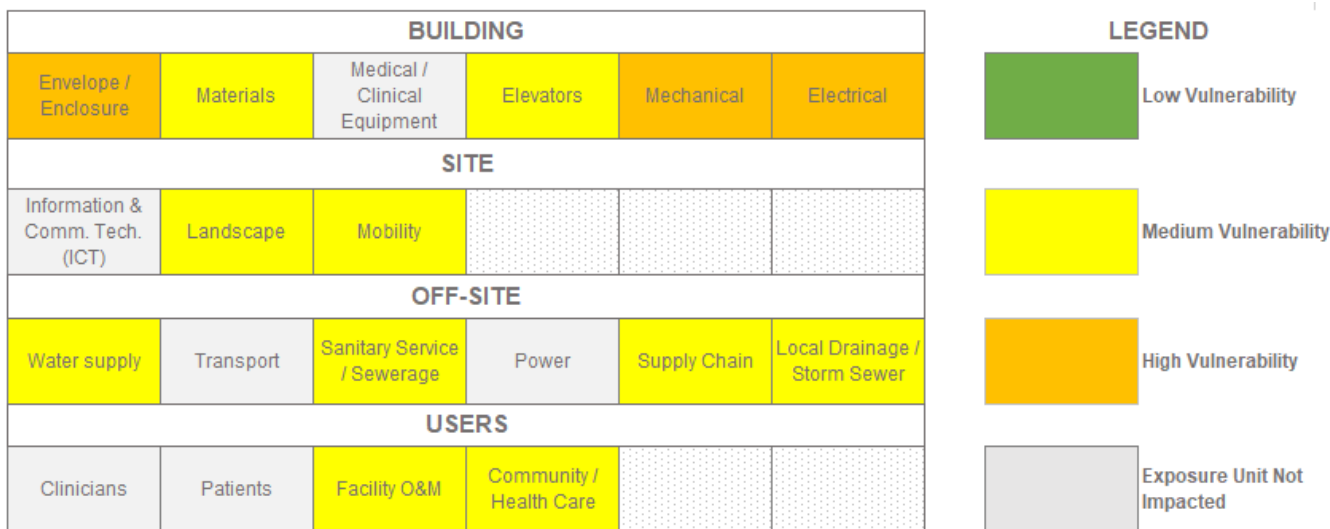 BUILDING
LEGEND
Envelope /
Enclosure
Materials
Medical /
Clinical
Equipment
Elevators
Mechanical
Electrical
Low Vulnerability
SITE
Information &
Comm. Tech.
(ICT)
Landscape
Mobility
Medium Vulnerability
OFF-SITE
Water supply
Transport
Sanitary Service
/ Sewerage
Power
Supply Chain
Local Drainage /
Storm Sewer
High Vulnerability
USERS
Clinicians
Patients
Facility O&M
Community /
Health Care
Exposure Unit Not
Impacted